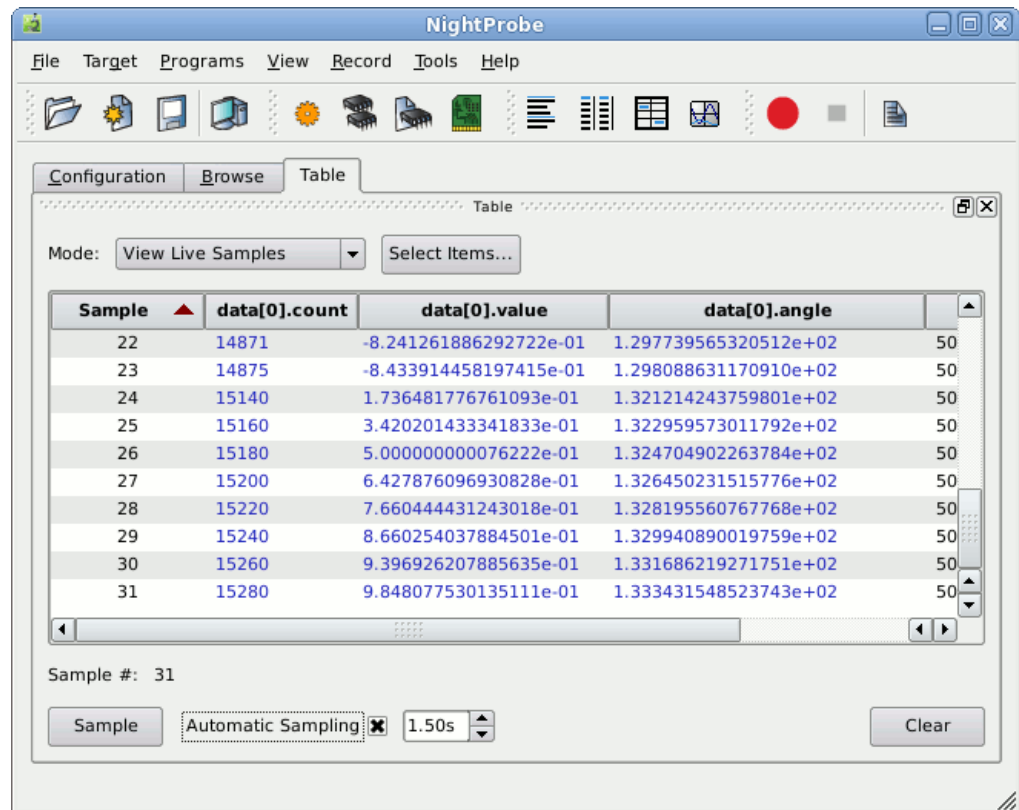 NightProbe
File Target Programs View Record Tools Help
Configuration Browse Table
Table
Mode: View Live Samples Select Items...
Sample data[0].count data[0].value data[0].angle
22 14871 -8.241261886292722e-01 1.297739565320512e+02 50
23 14875 -8.433914458197415e-01 1.298088631170910e+02 50
24 15140 1.736481776761093e-01 1.321214243759801e+02 50
25 15160 3.420201433341833e-01 1.322959573011792e+02 50
26 15180 5.000000000076222e-01 1.324704902263784e+02 50
27 15200 6.427876096930828e-01 1.326450231515776e+02 50
28 15220 7.660444431243018e-01 1.328195560767768e+02 50
29 15240 8.660254037884501e-01 1.329940890019759e+02 50
30 15260 9.396926207885635e-01 1.331686219271751e+02 50
31 15280 9.848077530135111e-01 1.333431548523743e+02 50
Sample #: 31
Sample Automatic Sampling 1.50s Clear